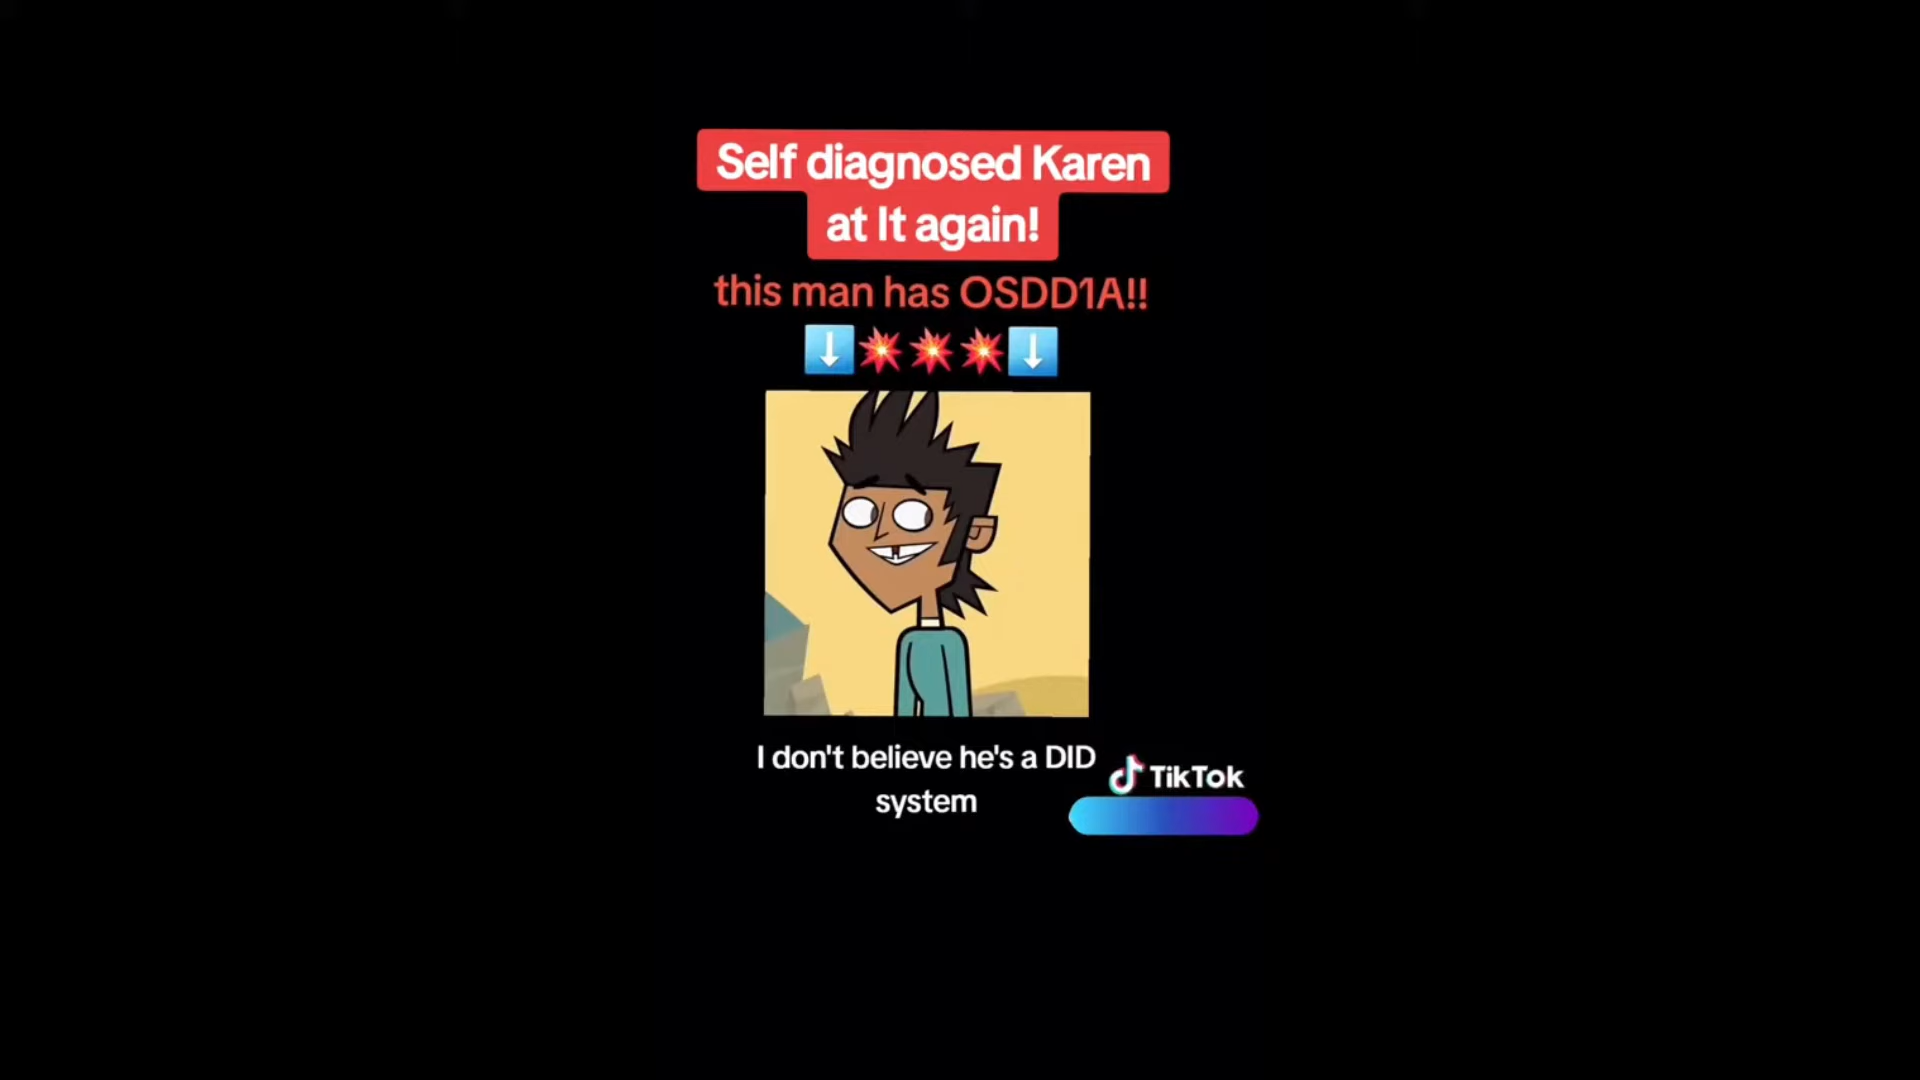 Self diagnosed Karen
at It again!
this man has OSDD1A!!
I don't believe he's a DID
system
TikTok